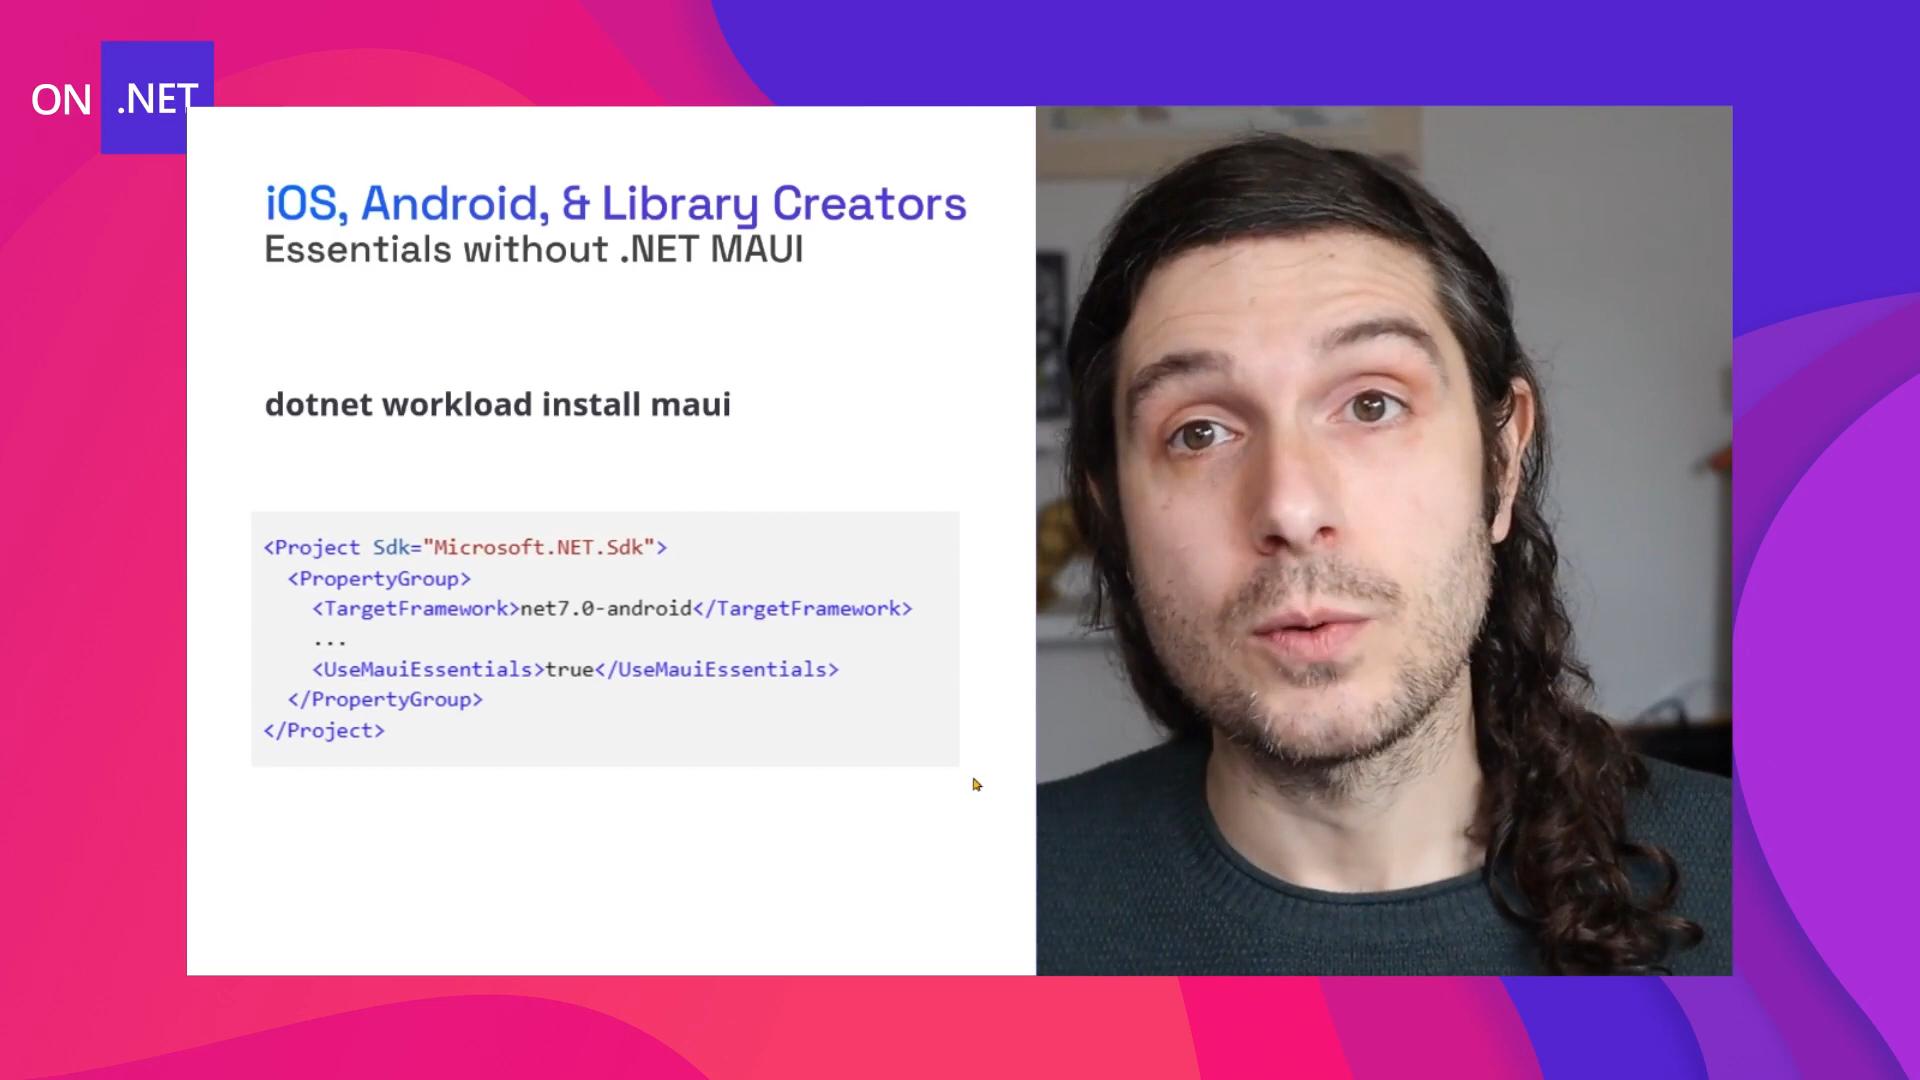 ON .NET
iOS, Android, & Library Creators
Essentials without .NET MAUI
dotnet workload install maui
<Project Sdk="Microsoft.NET.Sdk">
<PropertyGroup>
<TargetFramework>net7.0-android</TargetFramework>
...
<UseMauiEssentials>true</UseMauiEssentials>
</PropertyGroup>
</Project>